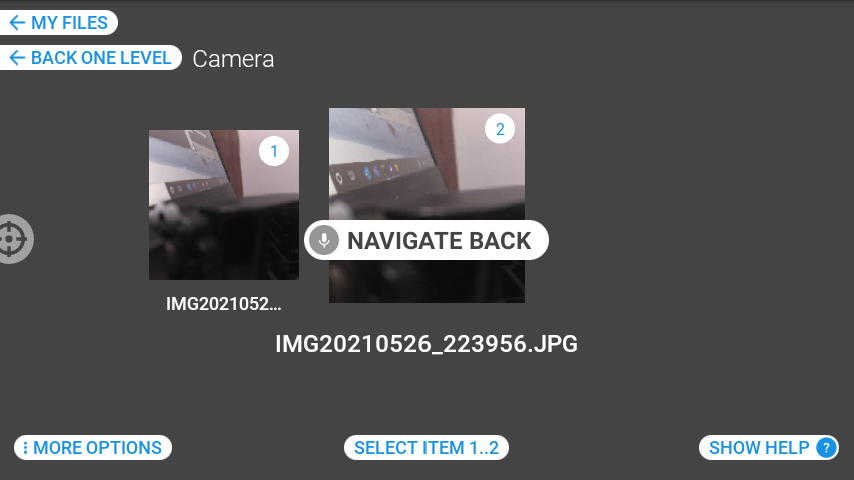 MY FILES
BACK ONE LEVEL Camera
1
2
NAVIGATE BACK
IMG2021052...
IMG20210526_223956.JPG
MORE OPTIONS
SELECT ITEM 1..2
SHOW HELP ?